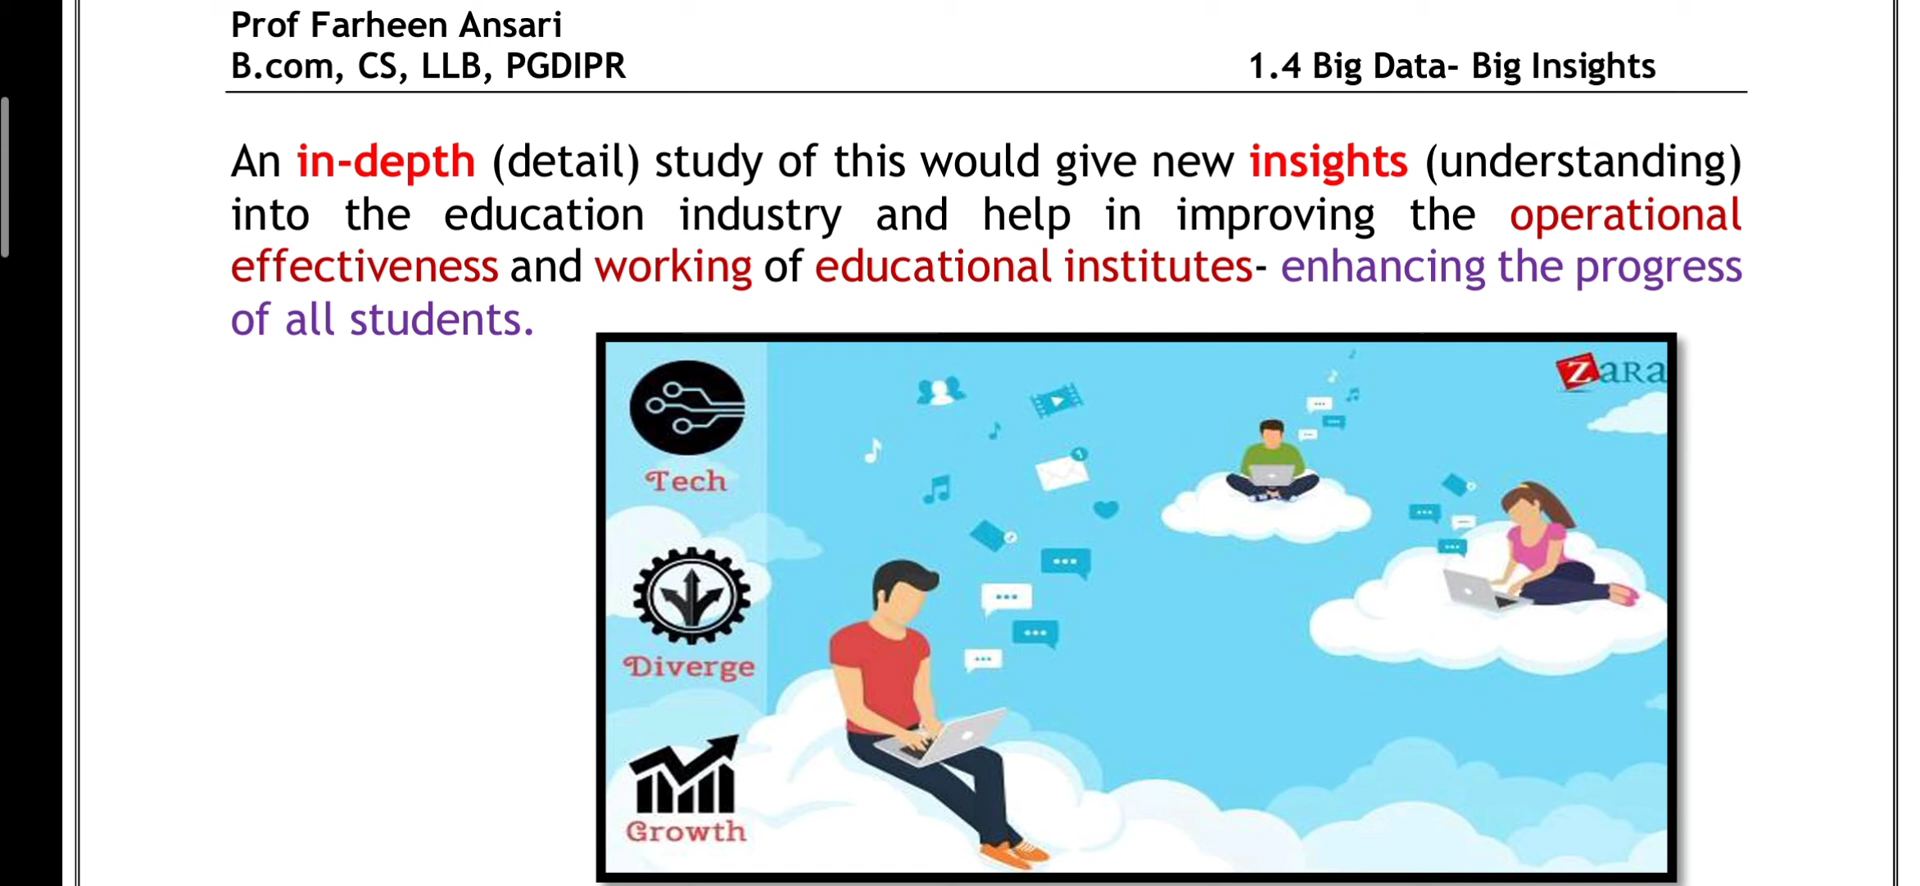 Prof Farheen Ansari
B.com, CS, LLB, PGDIPR
1.4 Big Data- Big Insights
An in-depth (detail) study of this would give new insights (understanding)
into the education industry and help in improving the operational
effectiveness and working of educational institutes- enhancing the progress
of all students.
ZARA
Tech
Diverge
Growth